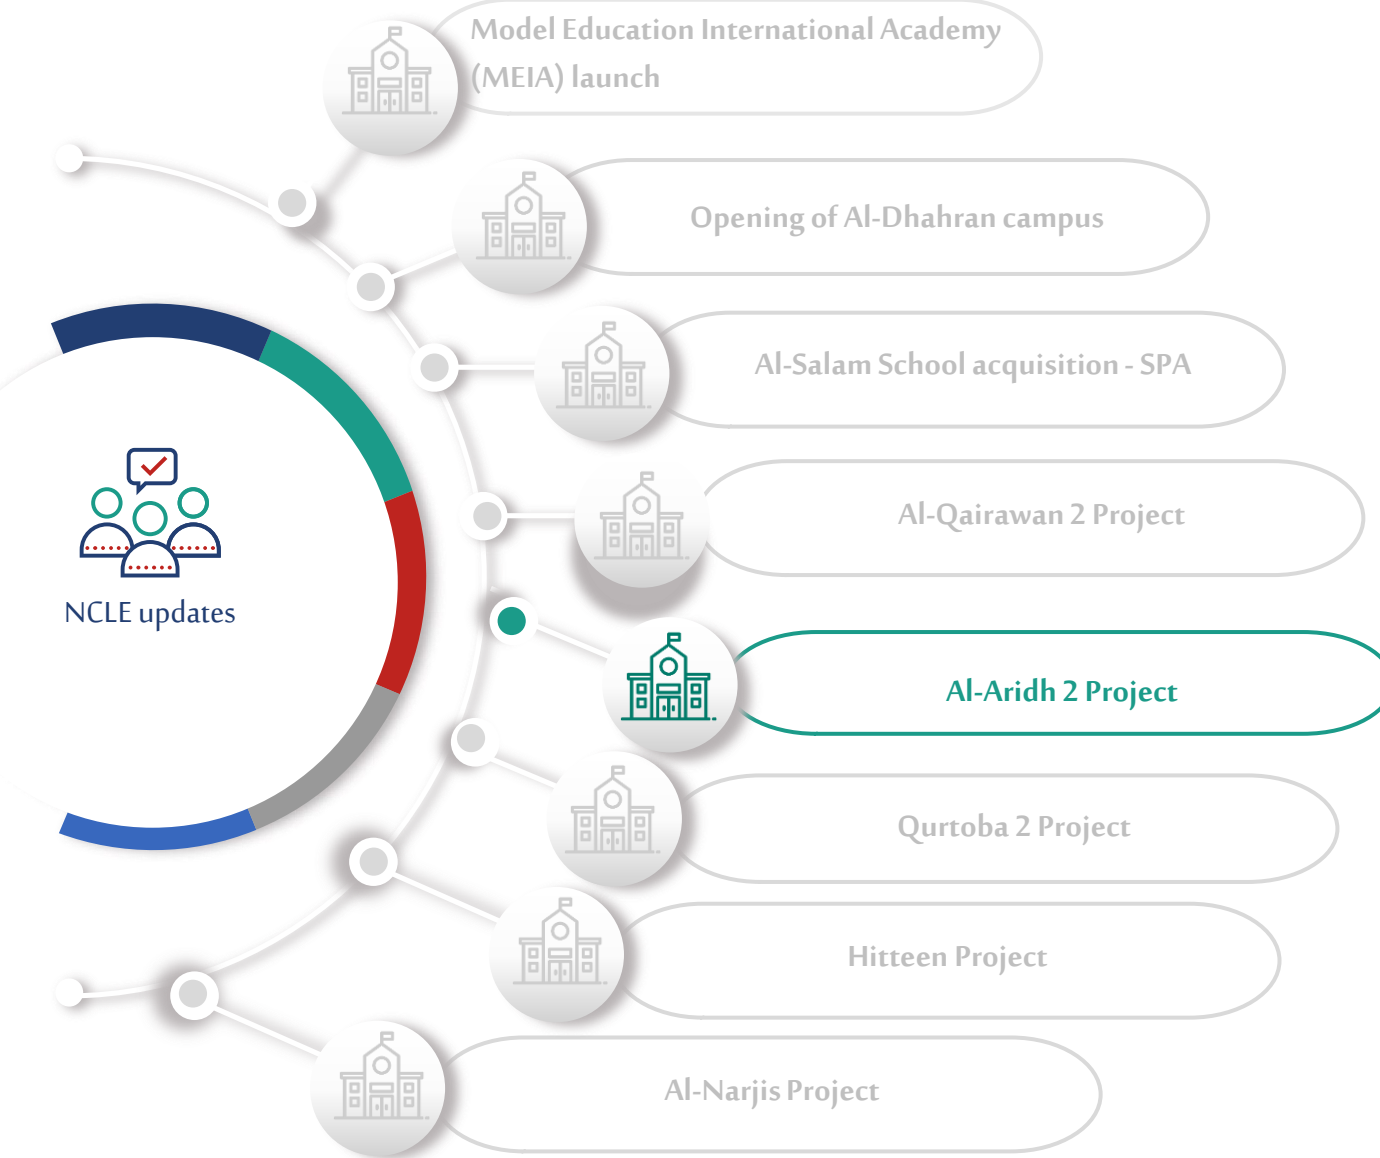 Model Education International Academy
(MEIA) launch
Opening of Al-Dhahran campus
Al-Salam School acquisition - SPA
Al-Qairawan 2 Project
NCLE updates
Al-Aridh 2 Project
Qurtoba 2 Project
Hitteen Project
Al-Narjis Project